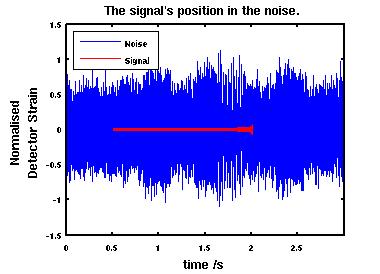 The signal's position in the noise.
Noise
Signal
Normalised
Detector Strain
1.5
1
0.5
0
-0.5
-1
-1.5
0 0.5 1 1.5 2 2.5
time /s